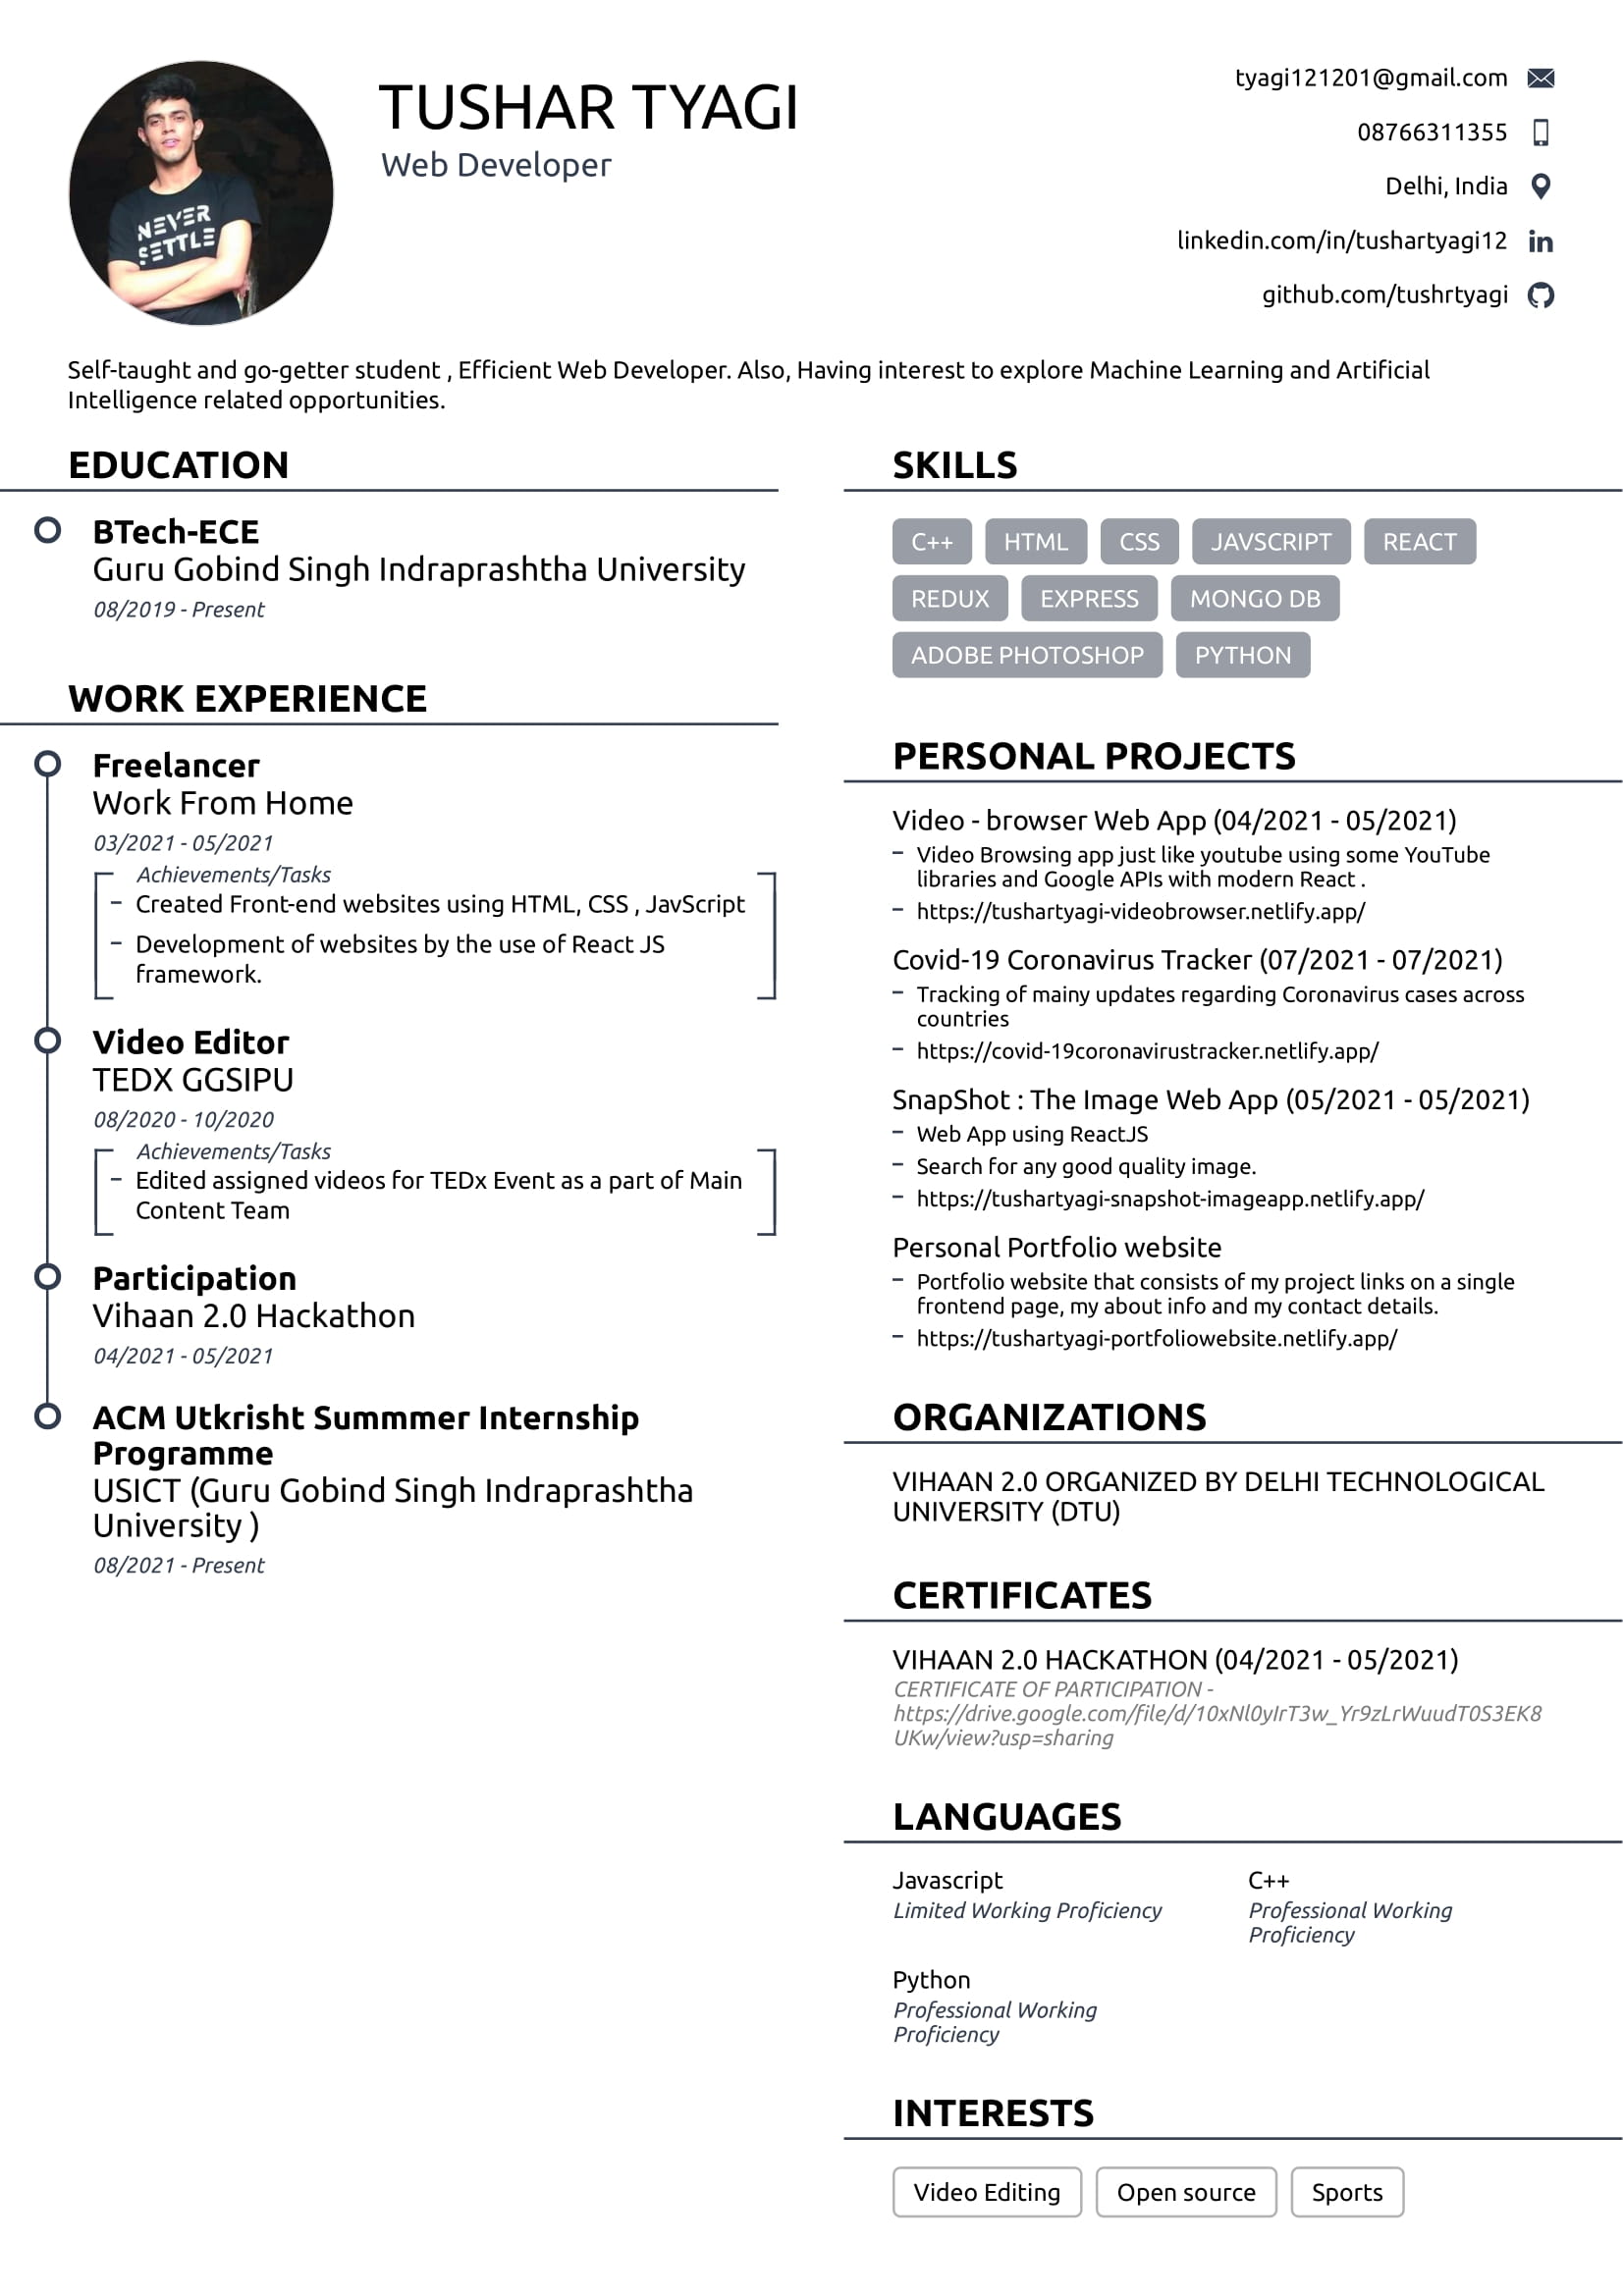 NEVER
SETTLE
TUSHAR TYAGI
Web Developer
tyagi121201@gmail.com
08766311355
Delhi, India
linkedin.com/in/tushartyagi12
github.com/tushrtyagi
Self-taught and go-getter student , Efficient Web Developer. Also, Having interest to explore Machine Learning and Artificial
Intelligence related opportunities.
EDUCATION
BTech-ECE
Guru Gobind Singh Indraprashtha University
08/2019 - Present
WORK EXPERIENCE
Freelancer
Work From Home
03/2021 - 05/2021
Achievements/Tasks
– Created Front-end websites using HTML, CSS , JavScript
– Development of websites by the use of React JS
framework.
Video Editor
TEDX GGSIPU
08/2020 - 10/2020
Achievements/Tasks
– Edited assigned videos for TEDx Event as a part of Main
Content Team
Participation
Vihaan 2.0 Hackathon
04/2021 - 05/2021
ACM Utkrisht Summmer Internship
Programme
USICT (Guru Gobind Singh Indraprashtha
University )
08/2021 - Present
SKILLS
C++ HTML CSS JAVSCRIPT REACT
REDUX EXPRESS MONGO DB
ADOBE PHOTOSHOP PYTHON
PERSONAL PROJECTS
Video - browser Web App (04/2021 - 05/2021)
– Video Browsing app just like youtube using some YouTube
libraries and Google APIs with modern React .
– https://tushartyagi-videobrowser.netlify.app/
Covid-19 Coronavirus Tracker (07/2021 - 07/2021)
– Tracking of mainy updates regarding Coronavirus cases across
countries
– https://covid-19coronavirustracker.netlify.app/
SnapShot : The Image Web App (05/2021 - 05/2021)
– Web App using ReactJS
– Search for any good quality image.
– https://tushartyagi-snapshot-imageapp.netlify.app/
Personal Portfolio website
– Portfolio website that consists of my project links on a single
frontend page, my about info and my contact details.
– https://tushartyagi-portfoliowebsite.netlify.app/
ORGANIZATIONS
VIHAAN 2.0 ORGANIZED BY DELHI TECHNOLOGICAL
UNIVERSITY (DTU)
CERTIFICATES
VIHAAN 2.0 HACKATHON (04/2021 - 05/2021)
CERTIFICATE OF PARTICIPATION -
https://drive.google.com/file/d/10xNl0yIrT3w_Yr9zLrWuudT0S3EK8
UKw/view?usp=sharing
LANGUAGES
Javascript
Limited Working Proficiency
C++
Professional Working
Proficiency
Python
Professional Working
Proficiency
INTERESTS
Video Editing Open source Sports